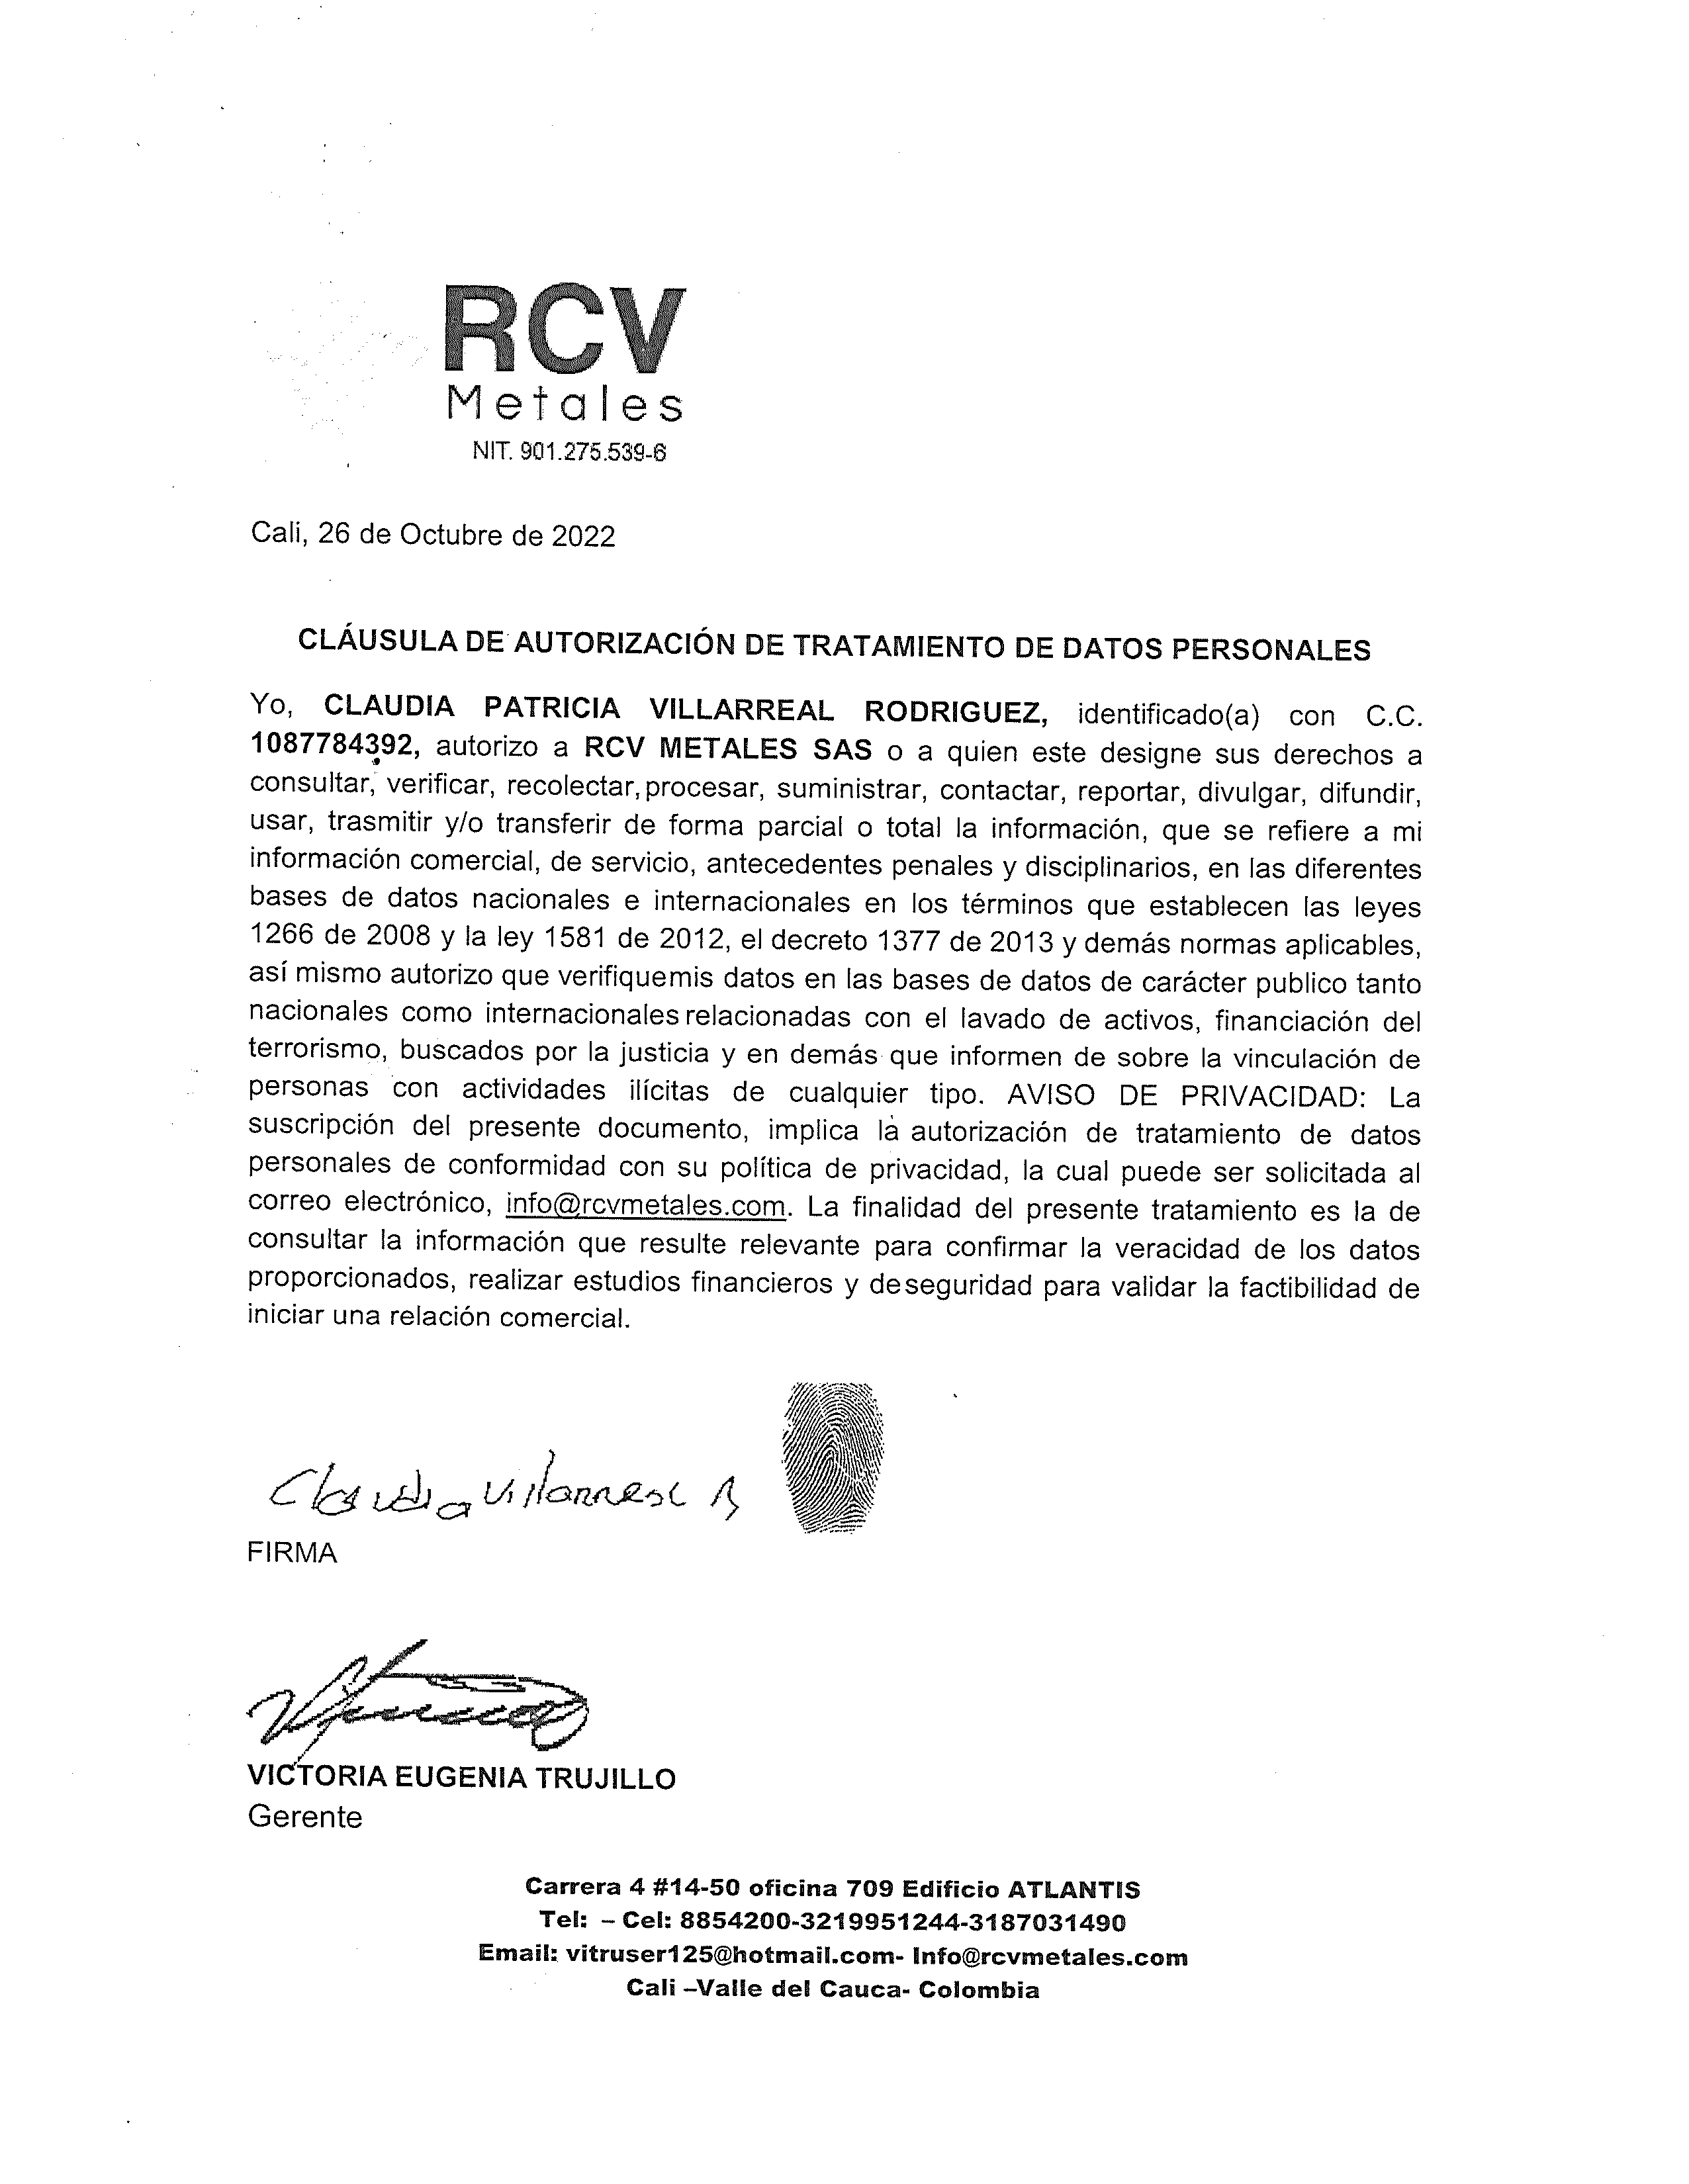 RCV
Metales
NIT. 901.275.539-6
Cali, 26 de Octubre de 2022
CLÁUSULA DE AUTORIZACIÓN DE TRATAMIENTO DE DATOS PERSONALES
Yo, CLAUDIA PATRICIA VILLARREAL RODRIGUEZ, identificado(a) con C.C.
1087784392, autorizo a RCV METALES SAS o a quien este designe sus derechos a
consultar, verificar, recolectar, procesar, suministrar, contactar, reportar, divulgar, difundir,
usar, trasmitir y/o transferir de forma parcial o total la información, que se refiere a mi
información comercial, de servicio, antecedentes penales y disciplinarios, en las diferentes
bases de datos nacionales e internacionales en los términos que establecen las leyes
1266 de 2008 y la ley 1581 de 2012, el decreto 1377 de 2013 y demás normas aplicables,
así mismo autorizo que verifiquemis datos en las bases de datos de carácter publico tanto
nacionales como internacionales relacionadas con el lavado de activos, financiación del
terrorismo, buscados por la justicia y en demás que informen de sobre la vinculación de
personas con actividades ilícitas de cualquier tipo. AVISO DE PRIVACIDAD: La
suscripción del presente documento, implica la autorización de tratamiento de datos
personales de conformidad con su política de privacidad, la cual puede ser solicitada al
correo electrónico, info@rcvmetales.com. La finalidad del presente tratamiento es la de
consultar la información que resulte relevante para confirmar la veracidad de los datos
proporcionados, realizar estudios financieros y de seguridad para validar la factibilidad de
iniciar una relación comercial.
Claudia Villarreal R
FIRMA
VICTORIA EUGENIA TRUJILLO
Gerente
Carrera 4 #14-50 oficina 709 Edificio ATLANTIS
Tel: – Cel: 8854200-3219951244-3187031490
Email: vitruser125@hotmail.com- Info@rcvmetales.com
Cali –Valle del Cauca- Colombia